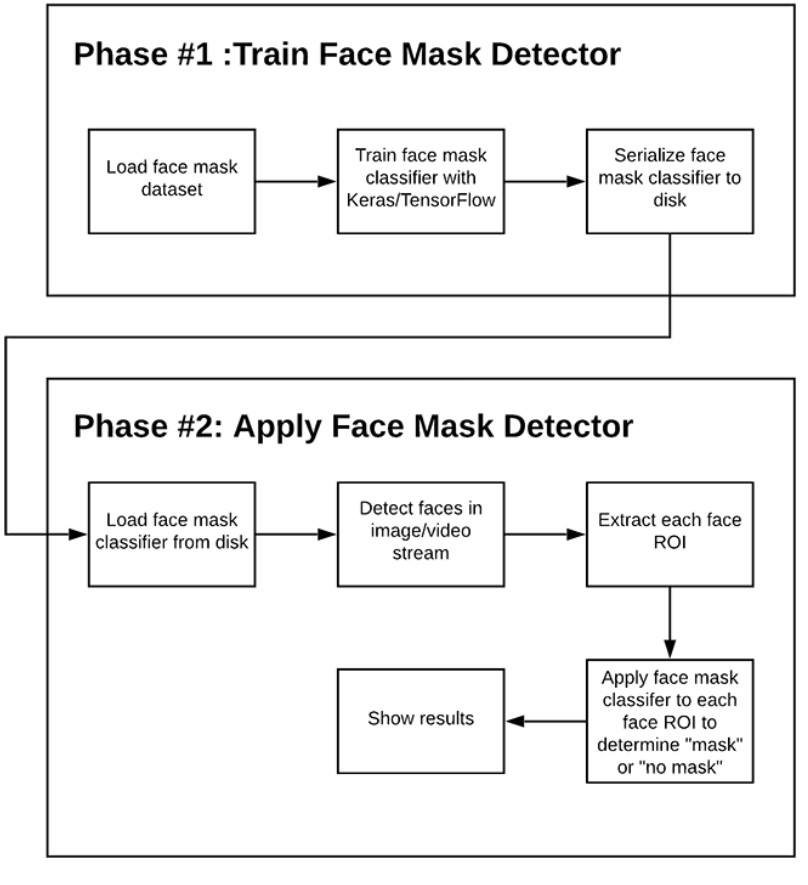 Phase #1 :Train Face Mask Detector
Load face mask
dataset
Train face mask
classifier with
Keras/TensorFlow
Serialize face
mask classifier to
disk
Phase #2: Apply Face Mask Detector
Load face mask
classifier from disk
Detect faces in
image/video
stream
Extract each face
ROI
Apply face mask
classifer to each
face ROI to
determine "mask"
or "no mask"
Show results